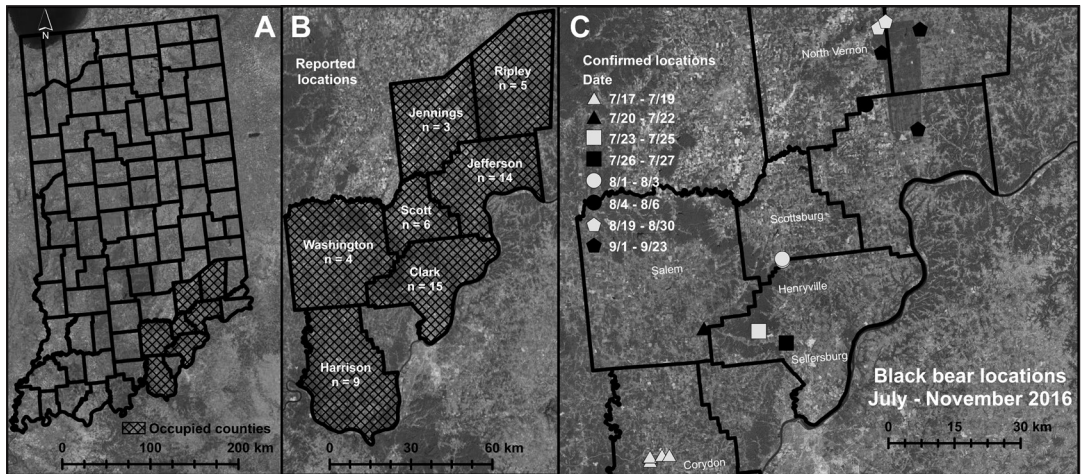 N
A
Occupied counties
0 100 200 km
B
Reported
locations
Ripley
n = 5
Jennings
n = 3
Jefferson
n = 14
Scott
n = 6
Washington
n = 4
Clark
n = 15
Harrison
n = 9
0 30 60 km
C
Confirmed locations
Date
7/17 - 7/19
7/20 - 7/22
7/23 - 7/25
7/26 - 7/27
8/1 - 8/3
8/4 - 8/6
8/19 - 8/30
9/1 - 9/23
North Vernon
Scottsburg
Salem
Henryville
Sellersburg
Corydon
Black bear locations
July - November 2016
0 15 30 km